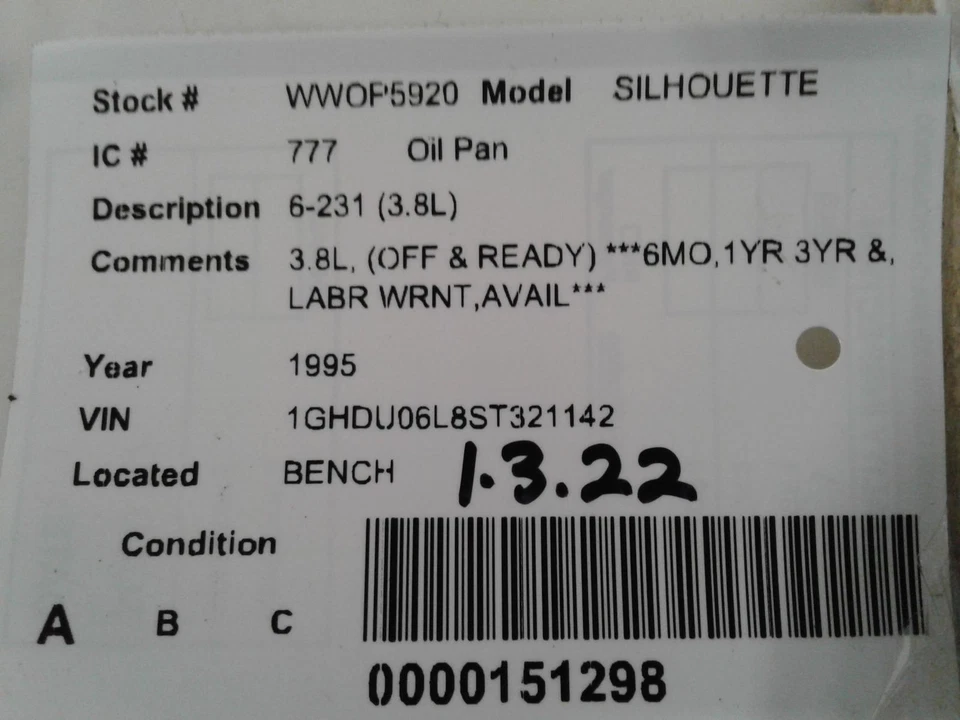 Stock # WWOP5920 Model SILHOUETTE
IC # 777 Oil Pan
Description 6-231 (3.8L)
Comments 3.8L, (OFF & READY) ***6MO,1YR 3YR &,
LABR WRNT,AVAIL***
Year 1995
VIN 1GHDU06L8ST321142
Located BENCH 1.3.22
Condition
A B C
0000151298